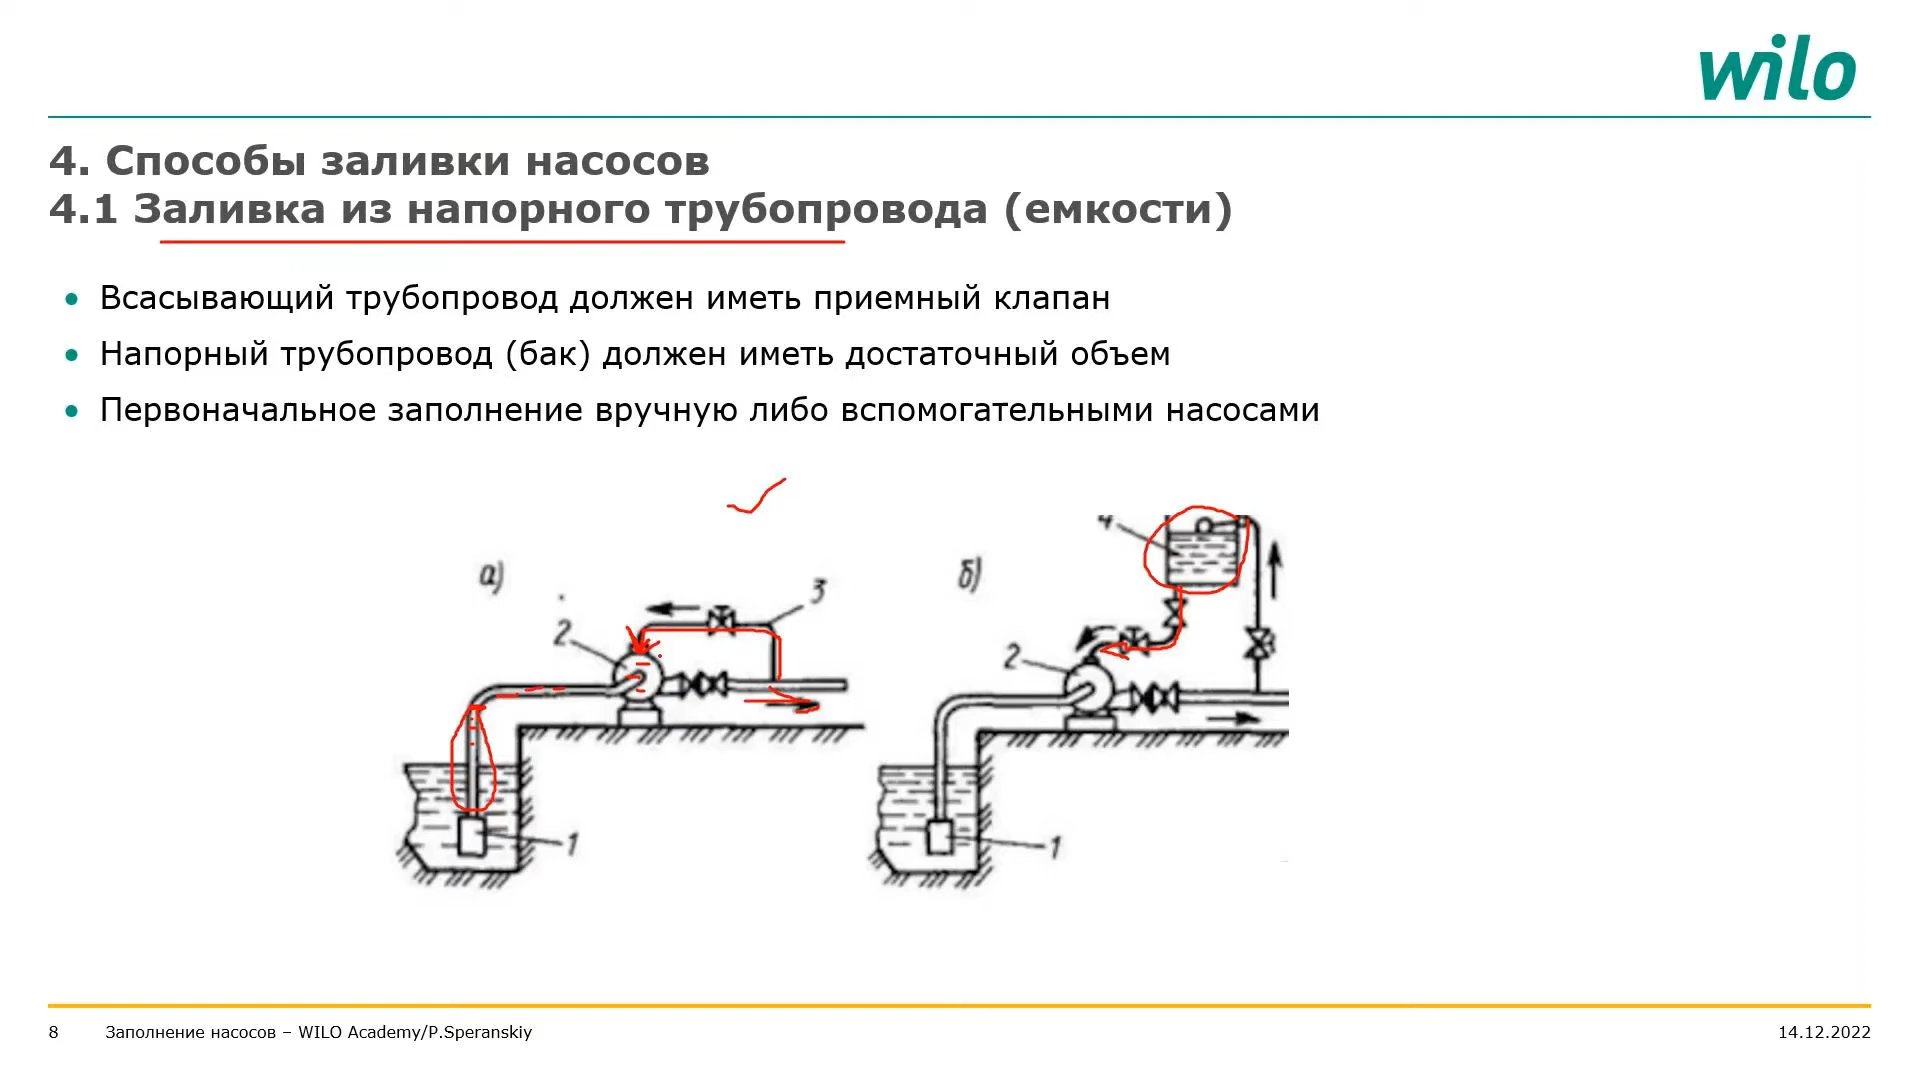 wilo
4. Способы заливки насосов
4.1 Заливка из напорного трубопровода (емкости)
Всасывающий трубопровод должен иметь приемный клапан
Напорный трубопровод (бак) должен иметь достаточный объем
Первоначальное заполнение вручную либо вспомогательными насосами
а)
2
3
1
б)
4
2
1
8
Заполнение насосов – WILO Academy/P.Speranskiy
14.12.2022